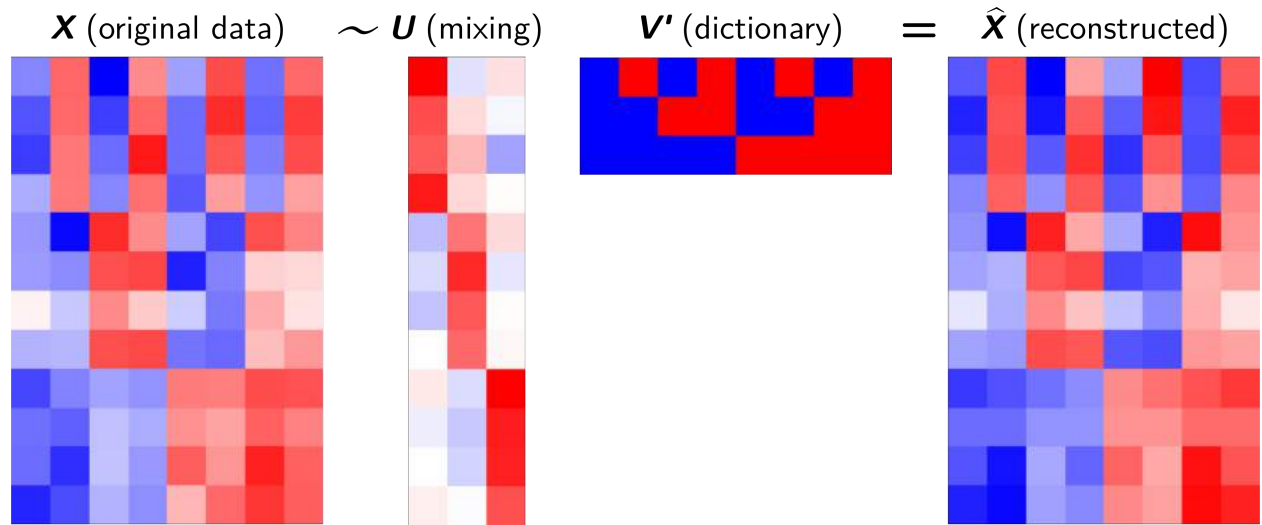 X (original data) ~ U (mixing) V' (dictionary) = X̂ (reconstructed)